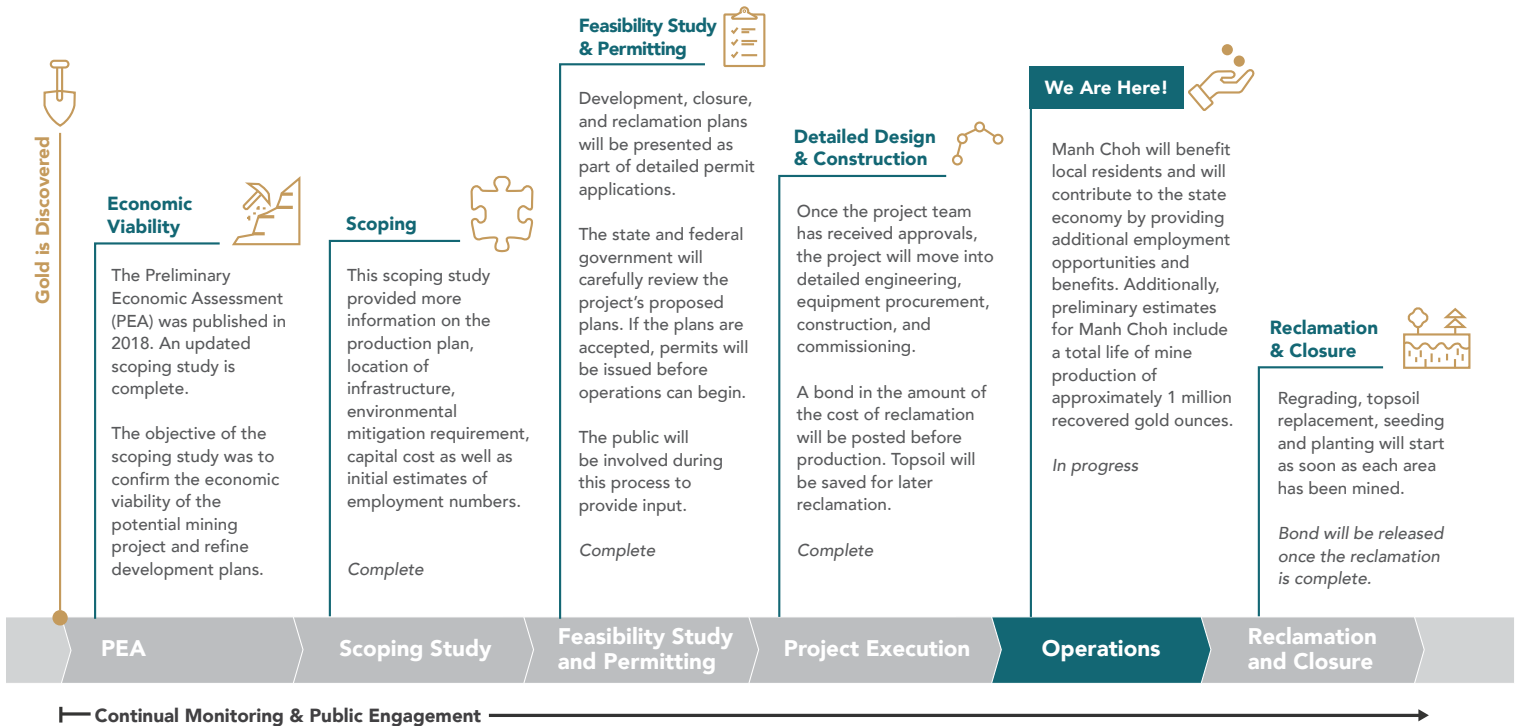 Gold is Discovered
Economic
Viability
The Preliminary
Economic Assessment
(PEA) was published in
2018. An updated
scoping study is
complete.
The objective of the
scoping study was to
confirm the economic
viability of the
potential mining
project and refine
development plans.
Scoping
This scoping study
provided more
information on the
production plan,
location of
infrastructure,
environmental
mitigation requirement,
capital cost as well as
initial estimates of
employment numbers.
Complete
Feasibility Study
& Permitting
Development, closure,
and reclamation plans
will be presented as
part of detailed permit
applications.
The state and federal
government will
carefully review the
project’s proposed
plans. If the plans are
accepted, permits will
be issued before
operations can begin.
The public will
be involved during
this process to
provide input.
Complete
Detailed Design
& Construction
Once the project team
has received approvals,
the project will move into
detailed engineering,
equipment procurement,
construction, and
commissioning.
A bond in the amount of
the cost of reclamation
will be posted before
production. Topsoil will
be saved for later
reclamation.
Complete
We Are Here!
Manh Choh will benefit
local residents and will
contribute to the state
economy by providing
additional employment
opportunities and
benefits. Additionally,
preliminary estimates
for Manh Choh include
a total life of mine
production of
approximately 1 million
recovered gold ounces.
In progress
Reclamation
& Closure
Regrading, topsoil
replacement, seeding
and planting will start
as soon as each area
has been mined.
Bond will be released
once the reclamation
is complete.
PEA
Scoping Study
Feasibility Study
and Permitting
Project Execution
Operations
Reclamation
and Closure
Continual Monitoring & Public Engagement